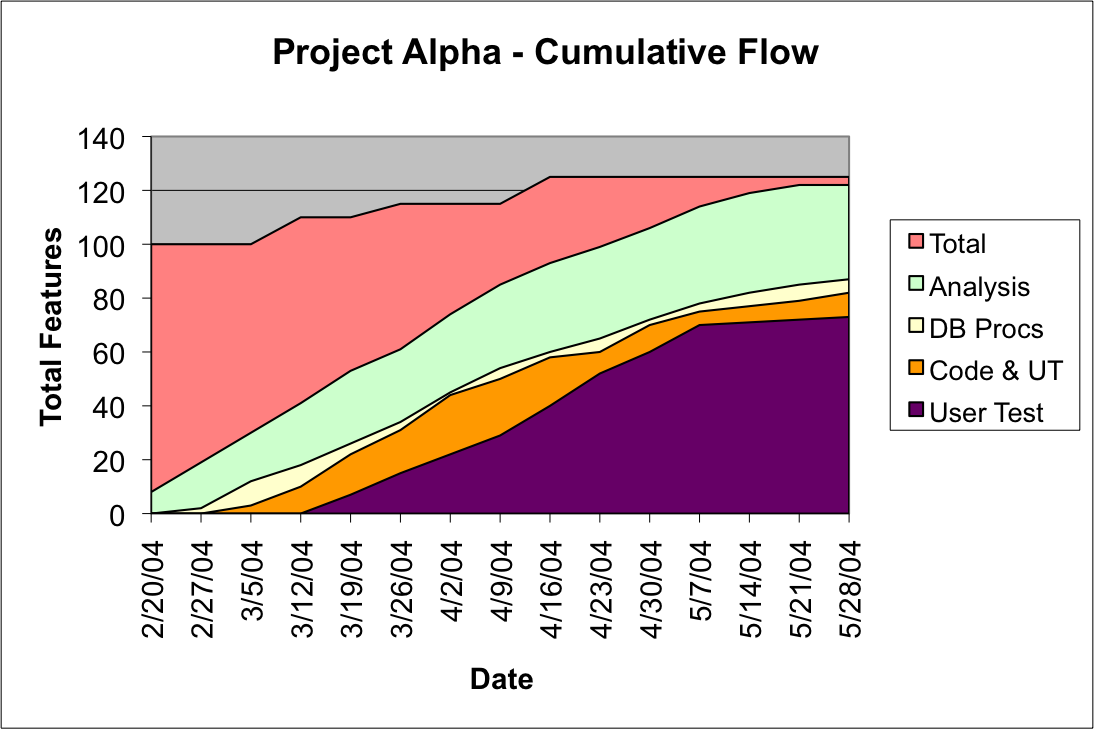 Project Alpha - Cumulative Flow
Total Features
140
120
100
80
60
40
20
0
2/20/04
2/27/04
3/5/04
3/12/04
3/19/04
3/26/04
4/2/04
4/9/04
4/16/04
4/23/04
4/30/04
5/7/04
5/14/04
5/21/04
5/28/04
Date
Total
Analysis
DB Procs
Code & UT
User Test